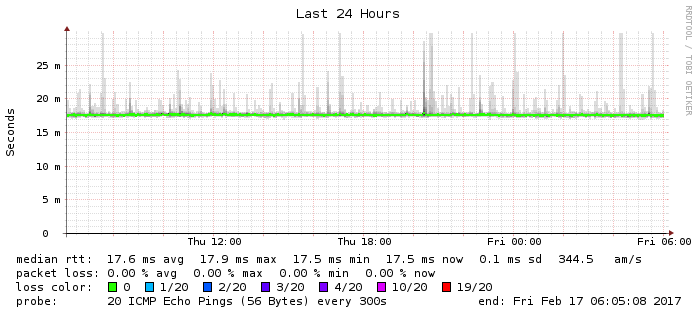 Last 24 Hours
RRDTOOL / TOBI OETIKER
Seconds
25 m
20 m
15 m
10 m
5 m
0
Thu 12:00 Thu 18:00 Fri 00:00 Fri 06:00
median rtt: 17.6 ms avg 17.9 ms max 17.5 ms min 17.5 ms now 0.1 ms sd 344.5 am/s
packet loss: 0.00 % avg 0.00 % max 0.00 % min 0.00 % now
loss color: 0 1/20 2/20 3/20 4/20 10/20 19/20
probe: 20 ICMP Echo Pings (56 Bytes) every 300s end: Fri Feb 17 06:05:08 2017